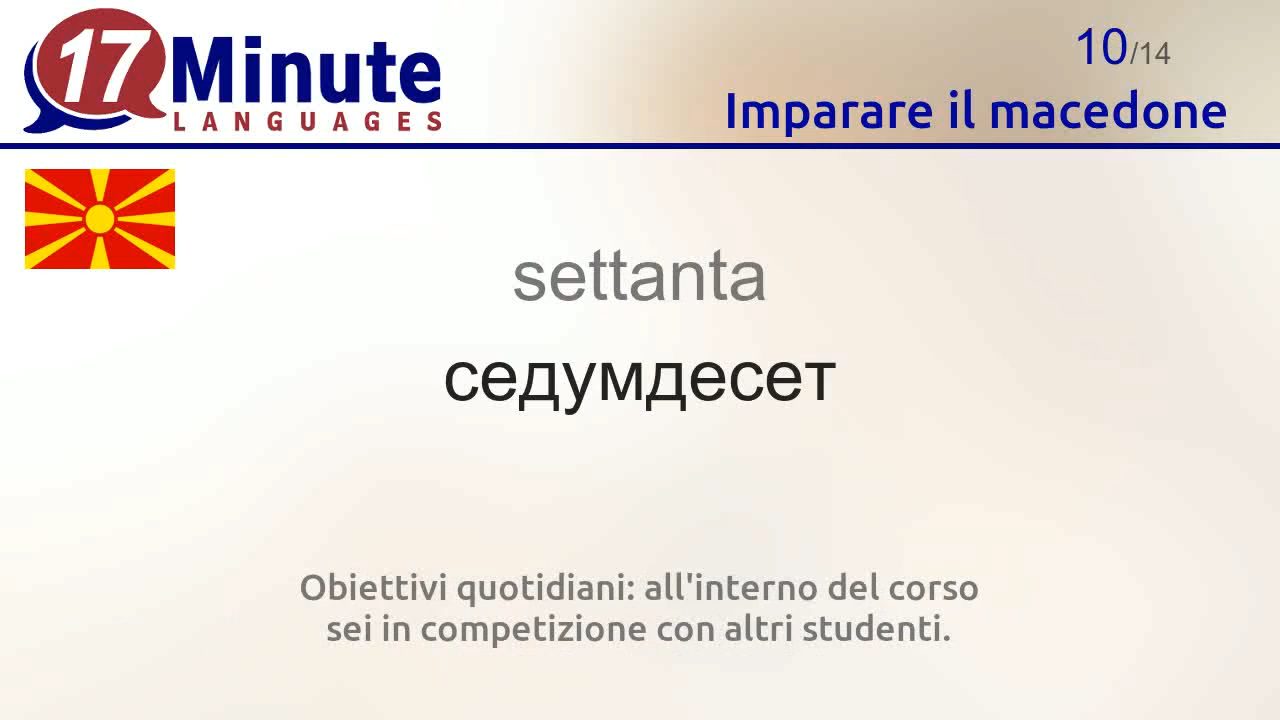 17 Minute
LANGUAGES
10/14
Imparare il macedone
settanta
седумдесет
Obiettivi quotidiani: all'interno del corso
sei in competizione con altri studenti.